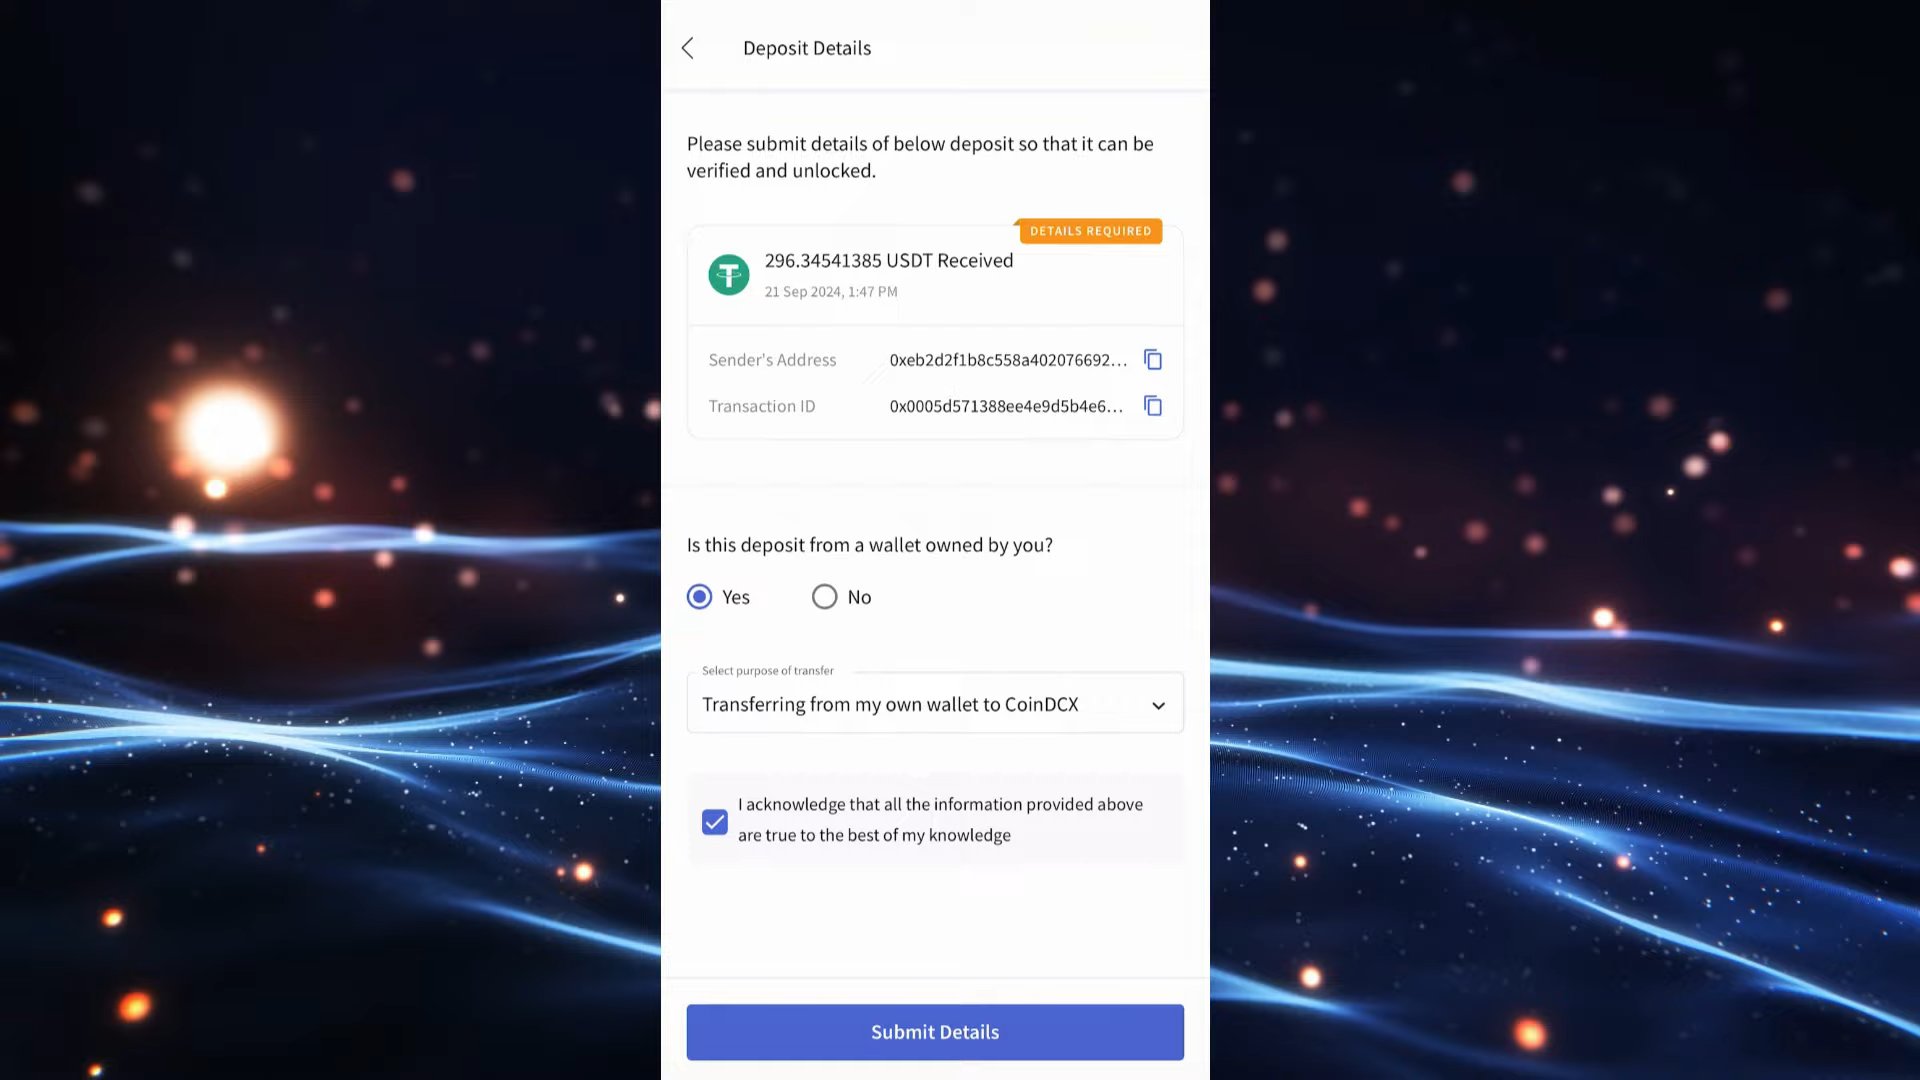 Deposit Details
Please submit details of below deposit so that it can be
verified and unlocked.
DETAILS REQUIRED
296.34541385 USDT Received
21 Sep 2024, 1:47 PM
Sender's Address 0xeb2d2f1b8c558a402076692...
Transaction ID 0x0005d571388ee4e9d5b4e6...
Is this deposit from a wallet owned by you?
Yes No
Select purpose of transfer
Transferring from my own wallet to CoinDCX
I acknowledge that all the information provided above
are true to the best of my knowledge
Submit Details